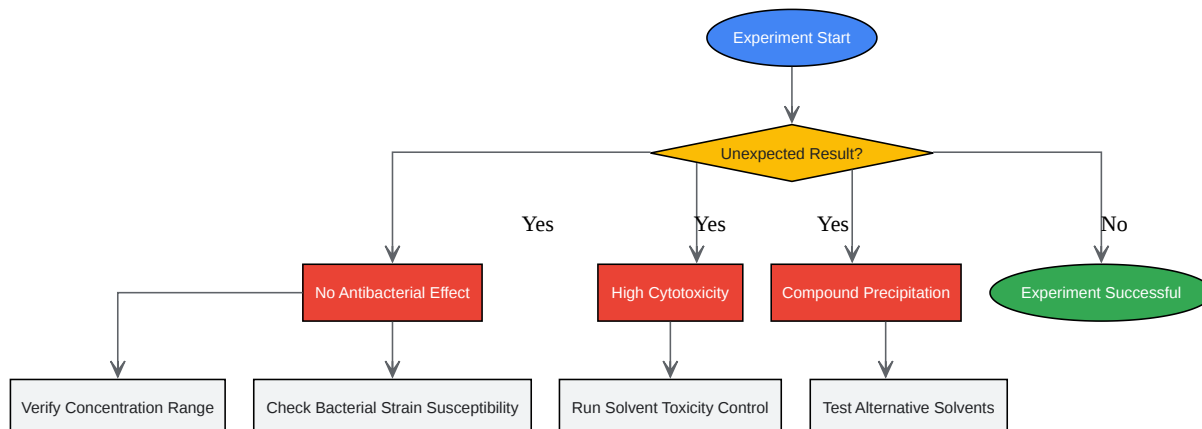 Experiment Start
Unexpected Result?
Yes
Yes
Yes
No
No Antibacterial Effect
High Cytotoxicity
Compound Precipitation
Experiment Successful
Verify Concentration Range
Check Bacterial Strain Susceptibility
Run Solvent Toxicity Control
Test Alternative Solvents